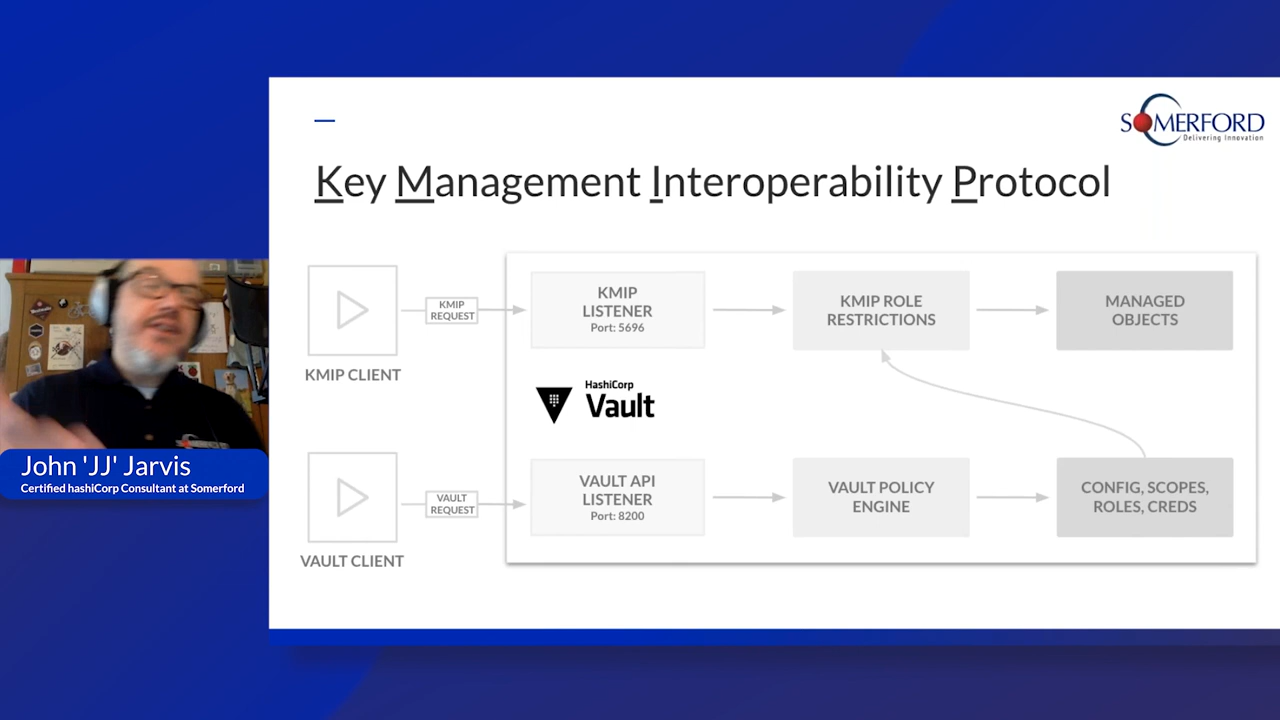 SOMERFORD
Delivering Innovation
Key Management Interoperability Protocol
KMIP
REQUEST
KMIP CLIENT
KMIP
LISTENER
Port: 5696
KMIP ROLE
RESTRICTIONS
MANAGED
OBJECTS
HashiCorp
Vault
John 'JJ' Jarvis
Certified hashiCorp Consultant at Somerford
VAULT
REQUEST
VAULT CLIENT
VAULT API
LISTENER
Port: 8200
VAULT POLICY
ENGINE
CONFIG, SCOPES,
ROLES, CREDS